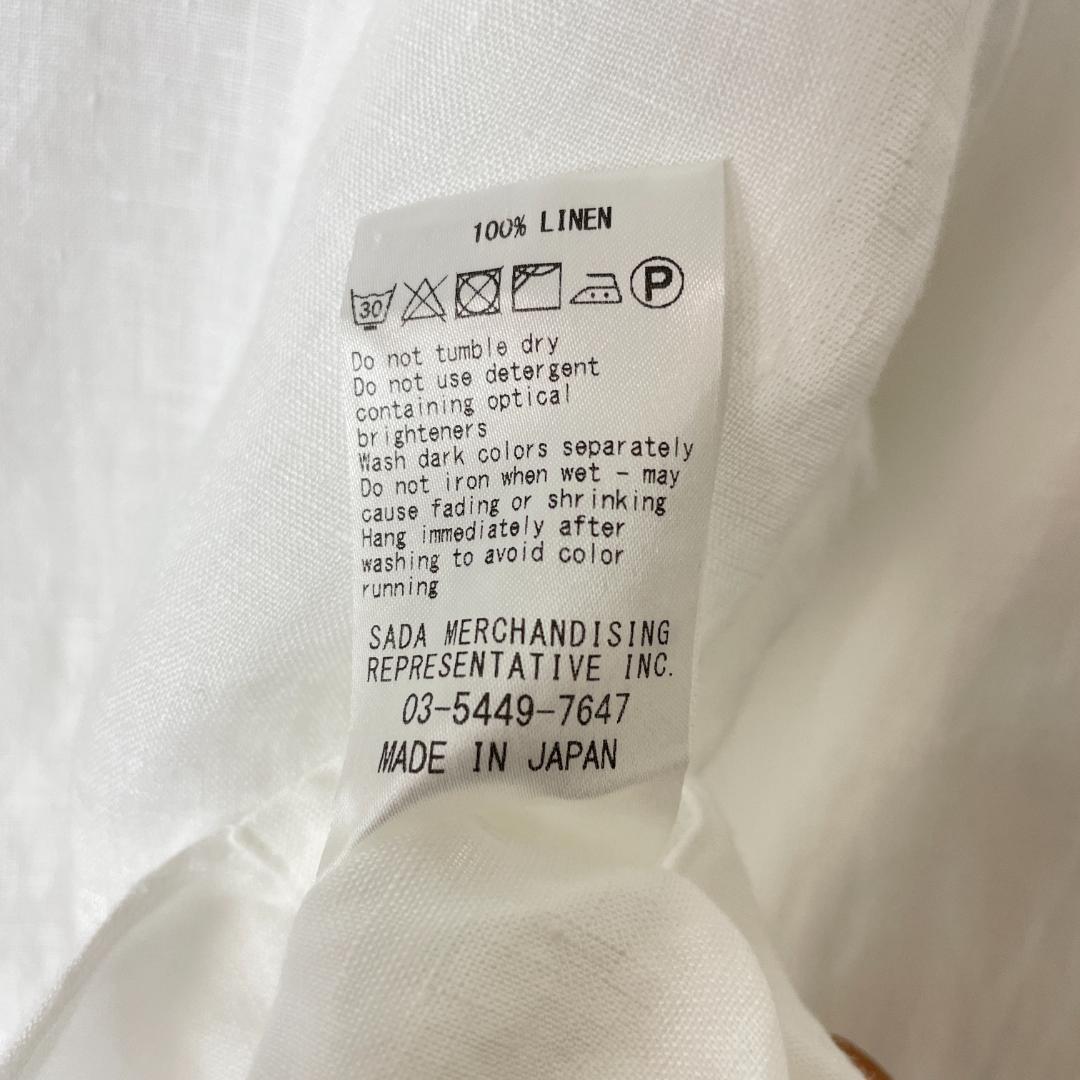 100% LINEN
30 P
Do not tumble dry
Do not use detergent
containing optical
brighteners
Wash dark colors separately
Do not iron when wet - may
cause fading or shrinking
Hang immediately after
washing to avoid color
running
SADA MERCHANDISING
REPRESENTATIVE INC.
03-5449-7647
MADE IN JAPAN